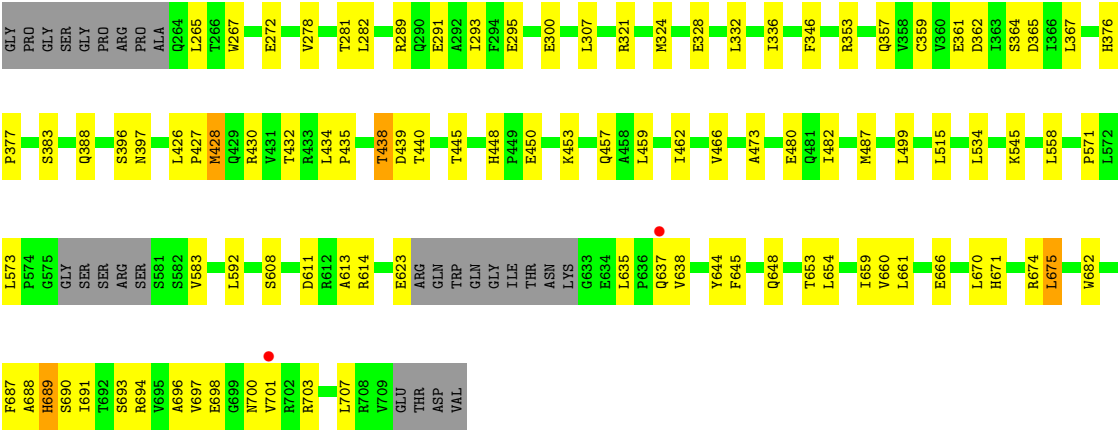 GLY PRO GLY SER GLY PRO ARG PRO ALA Q264 L265 T266 W267 E272 V278 T281 L282 R289 Q290 E291 A292 I293 F294 E295 E300 L307 R321 M324 E328 L332 I336 F346 R353 Q357 V358 C359 V360 E361 D362 I363 S364 D365 I366 L367 H376
P377 S383 Q388 S396 N397 L426 P427 M428 Q429 R430 V431 T432 R433 L434 P435 T438 D439 T440 T445 H448 P449 E450 K453 Q457 A458 L459 I462 V466 A473 E480 Q481 I482 M487 L499 L515 L534 K545 L558 P571 L572
L573 P574 G575 GLY SER SER ARG SER S581 S582 V583 L592 S608 D611 R612 A613 R614 E623 ARG GLN TRP GLN GLY ILE THR ASN LYS G633 E634 L635 P636 Q637 V638 Y644 F645 Q648 T653 L654 I659 V660 L661 E666 L670 H671 R674 L675 W682
F687 A688 H689 S690 I691 T692 S693 R694 V695 A696 V697 E698 G699 N700 V701 R702 R703 L707 R708 V709 GLU THR ASP VAL